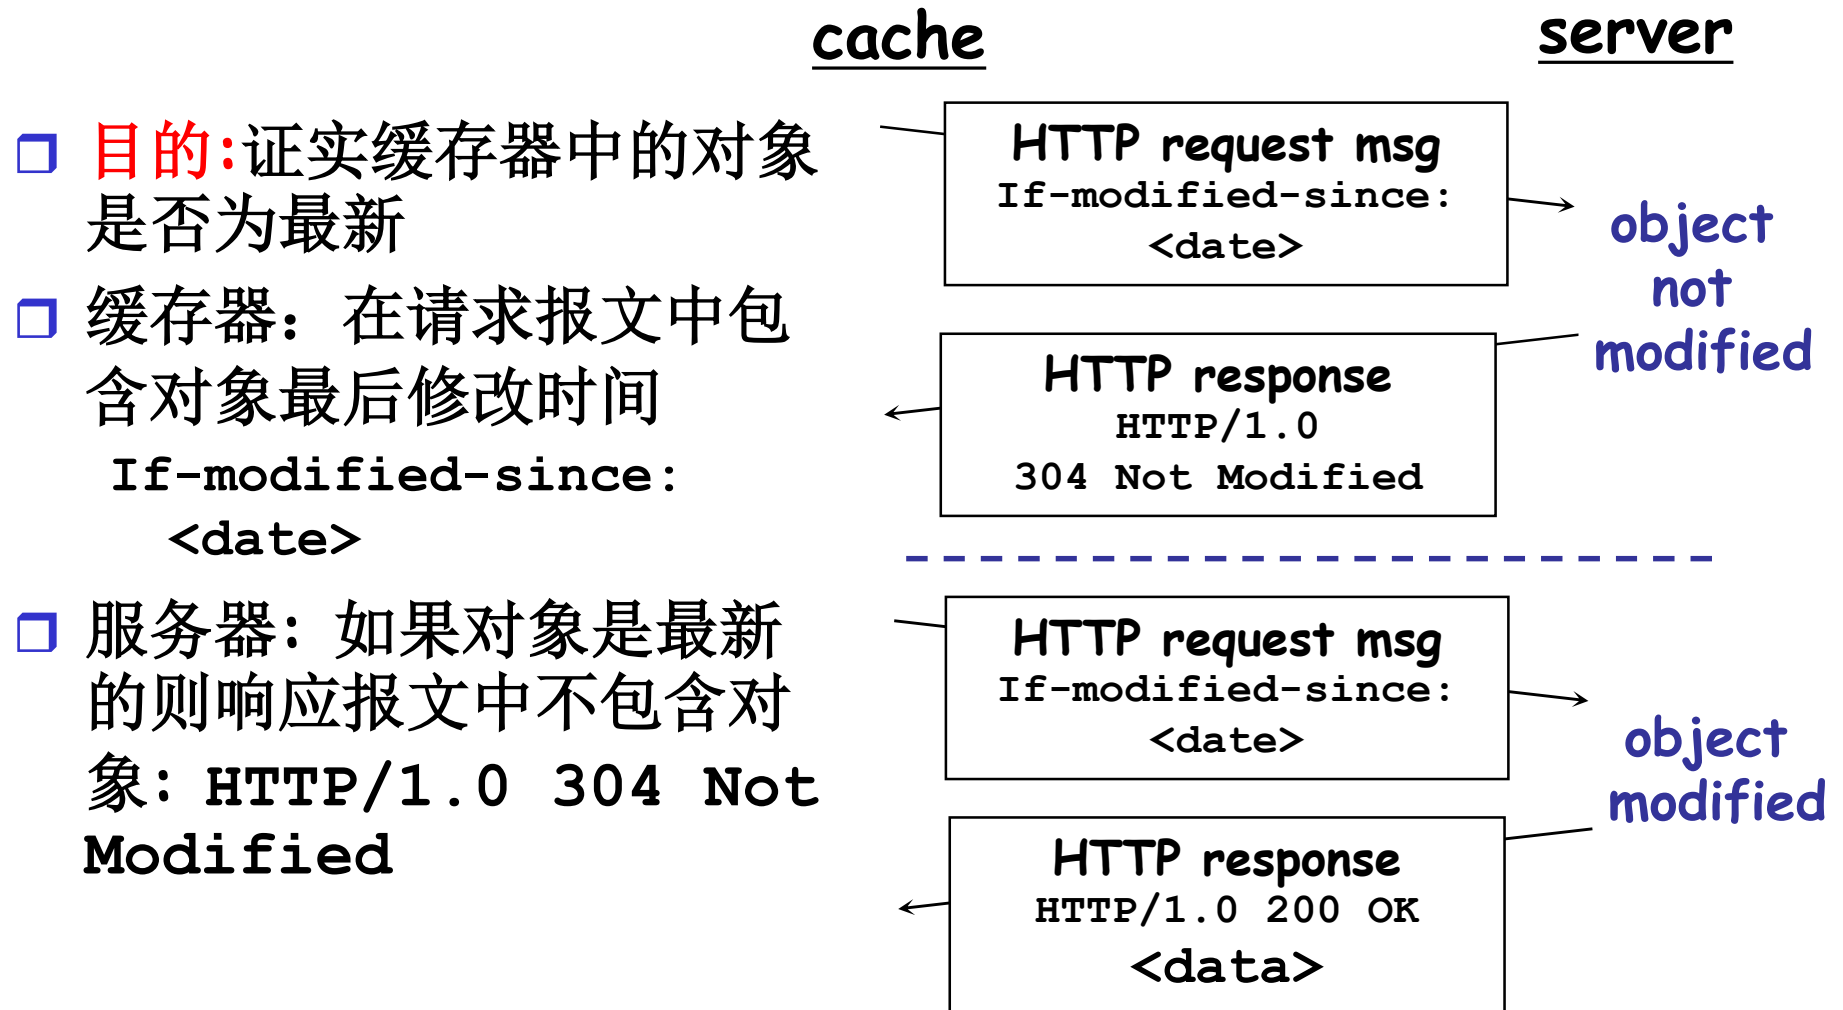 cache
server
目的:证实缓存器中的对象
是否为最新
缓存器：在请求报文中包
含对象最后修改时间
If-modified-since:
<date>
服务器：如果对象是最新
的则响应报文中不包含对
象：HTTP/1.0 304 Not
Modified
HTTP request msg
If-modified-since:
<date>
object
not
modified
HTTP response
HTTP/1.0
304 Not Modified
HTTP request msg
If-modified-since:
<date>
object
modified
HTTP response
HTTP/1.0 200 OK
<data>